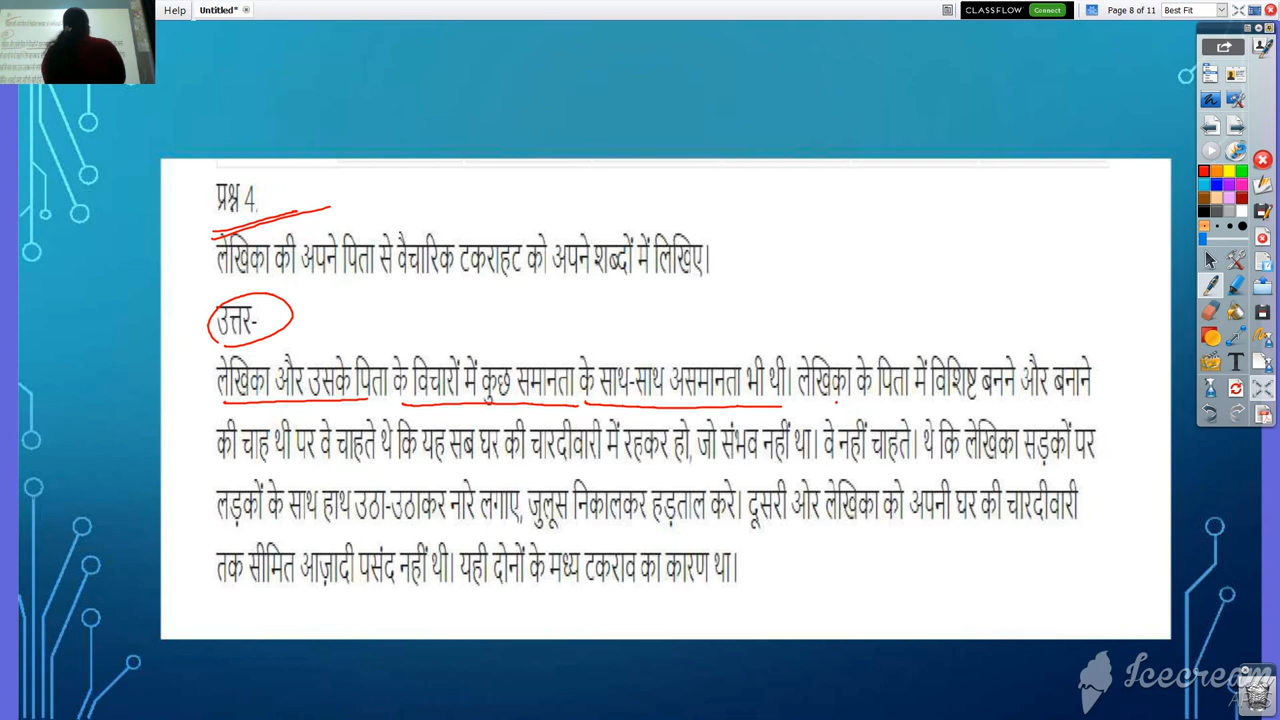 Help
Untitled*
CLASSFLOW Connect
Page 8 of 11
Best Fit
प्रश्न 4.
लेखिका की अपने पिता से वैचारिक टकराहट को अपने शब्दों में लिखिए।
उत्तर-
लेखिका और उसके पिता के विचारों में कुछ समानता के साथ-साथ असमानता भी थी। लेखिका के पिता में विशिष्ट बनने और बनाने
की चाह थी पर वे चाहते थे कि यह सब घर की चारदीवारी में रहकर हो, जो संभव नहीं था। वे नहीं चाहते। थे कि लेखिका सड़कों पर
लड़कों के साथ हाथ उठा-उठाकर नारे लगाए, जुलूस निकालकर हड़ताल करे। दूसरी ओर लेखिका को अपनी घर की चारदीवारी
तक सीमित आज़ादी पसंद नहीं थी। यही दोनों के मध्य टकराव का कारण था।
Icecream
APPS